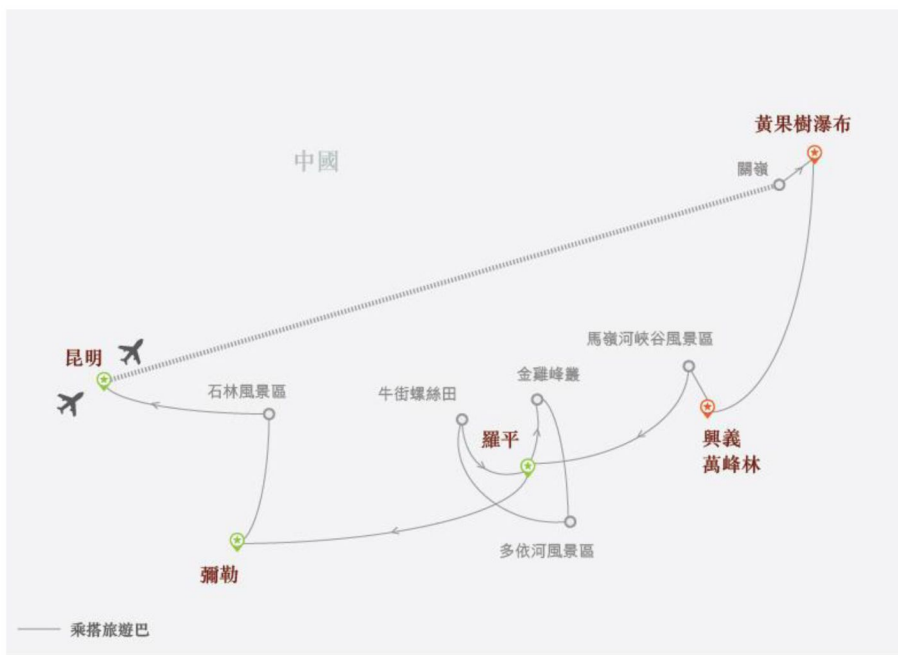 黃果樹瀑布
中國
關嶺
馬嶺河峽谷風景區
昆明
金雞峰叢
石林風景區
牛街螺絲田
羅平
興義
萬峰林
多依河風景區
彌勒
乘搭旅遊巴